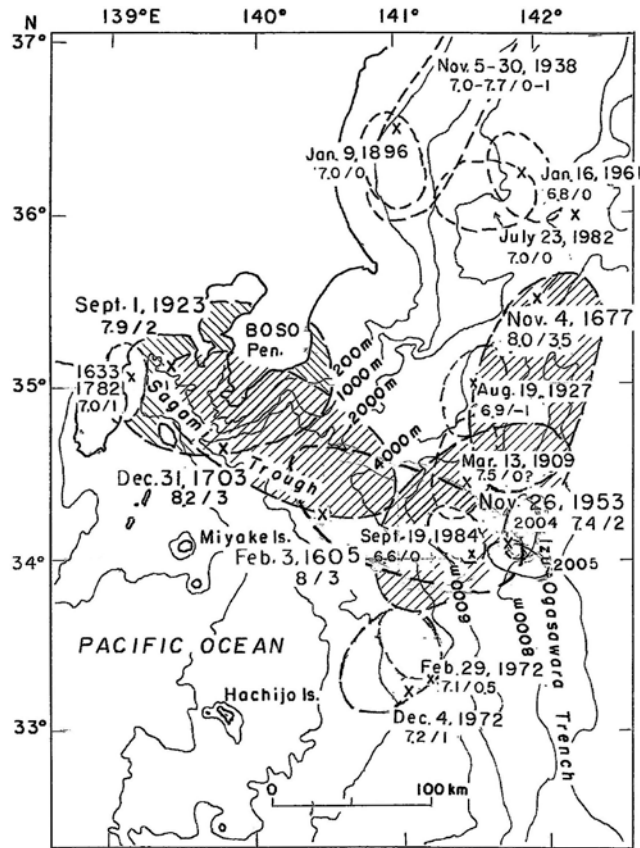 N
139°E 140° 141° 142°
37°
36°
35°
34°
33°
Nov. 5-30, 1938
7.0-7.7/0-1
Jan. 9, 1896
7.0/0
Jan. 16, 1961
6.8/0
July 23, 1982
7.0/0
Sept. 1, 1923
7.9/2
BOSO
Pen.
200m
1000m
2000m
4000m
Nov. 4, 1677
8.0/3.5
1633
1782
7.0/1
Sagami
Trough
Aug. 19, 1927
6.9/-1
Mar. 13, 1909
7.5/0?
Dec. 31, 1703
8.2/3
Nov. 26, 1953
7.4/2
2004
2005
Miyake Is.
Feb. 3, 1605
8/3
Sept. 19, 1984
6.6/0
6000m
8000m
Izu-Ogasawara
Trench
PACIFIC OCEAN
Hachijo Is.
Feb. 29, 1972
7.1/0.5
Dec. 4, 1972
7.2/1
0 100 km